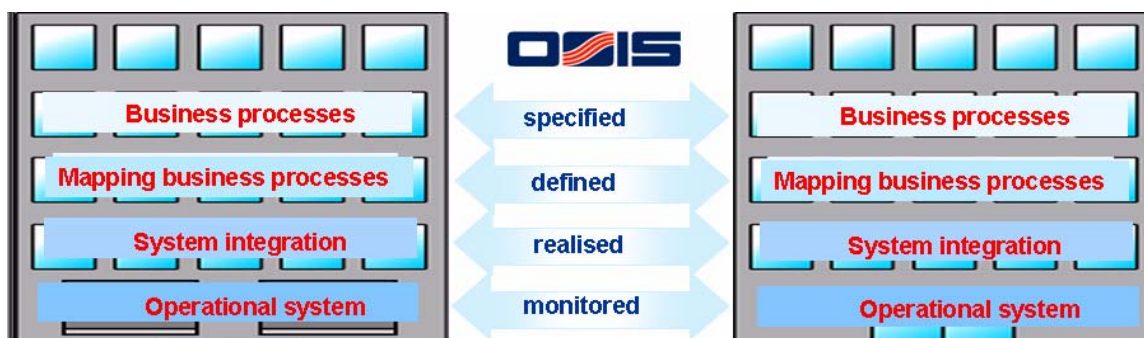 OSIS
Business processes
specified
Business processes
Mapping business processes
defined
Mapping business processes
System integration
realised
System integration
Operational system
monitored
Operational system